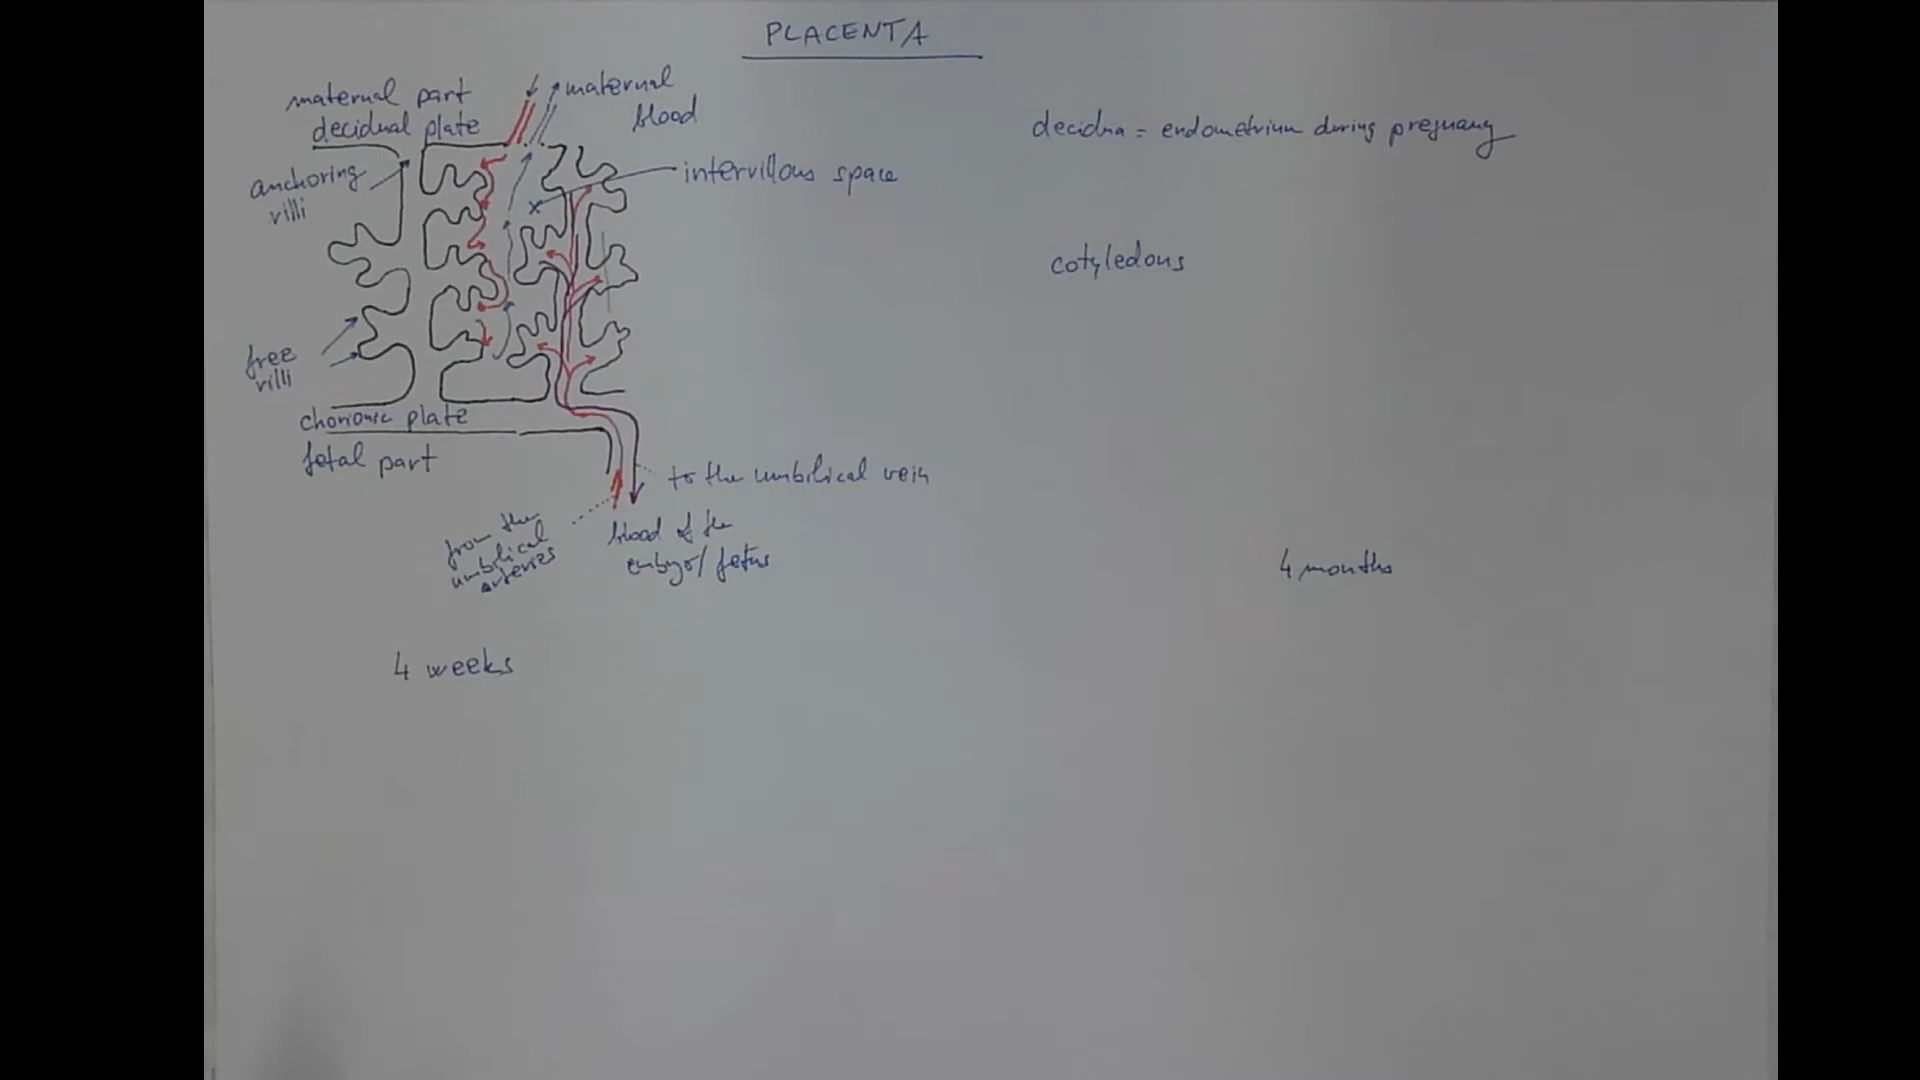 PLACENTA
maternal part
decidual plate
maternal
blood
anchoring
villi
intervillous space
free
villi
chorionic plate
fetal part
to the umbilical vein
from the
umbilical
arteries
blood of the
embryo/ fetus
4 weeks
decidua = endometrium during pregnancy
cotyledons
4 months